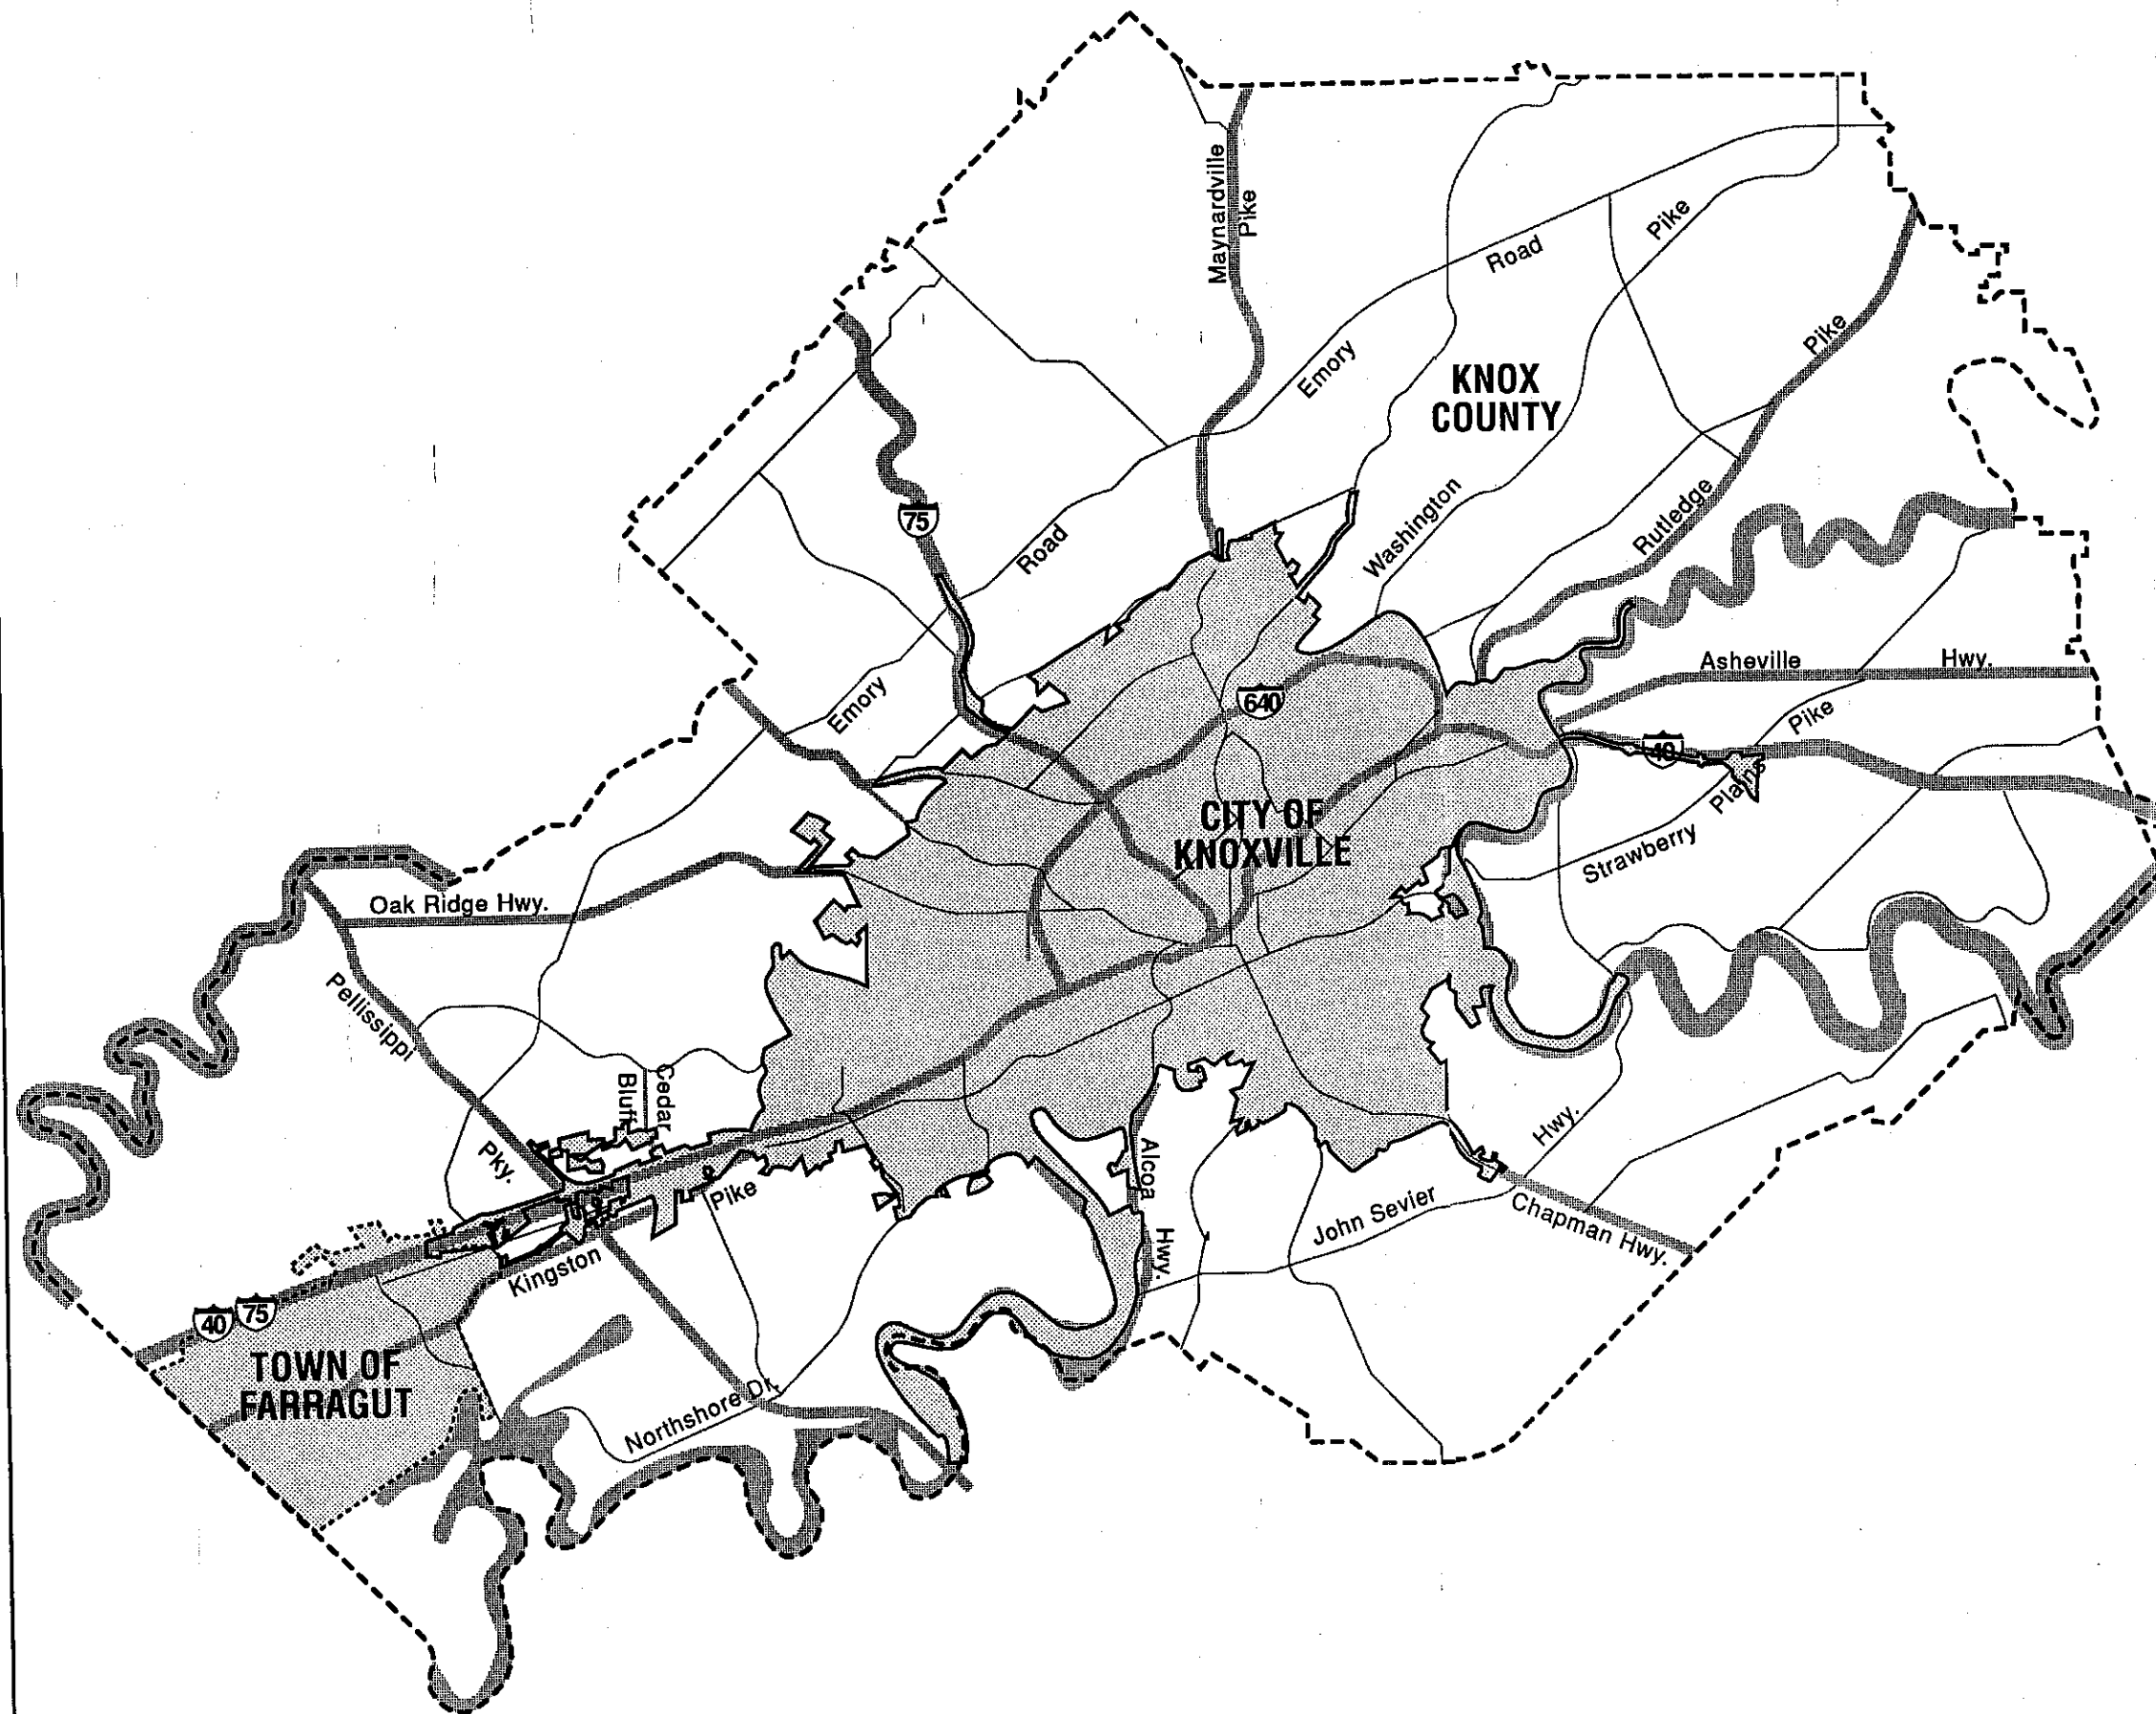 Maynardville
Pike
Road
Pike
Pike
Emory
KNOX
COUNTY
75
Road
Washington
Rutledge
Emory
640
Asheville
Hwy.
Pike
40
Plains
CITY OF
KNOXVILLE
Strawberry
Oak Ridge Hwy.
Pellissippi
Pky.
Cedar
Bluff
Pike
Kingston
Alcoa
Hwy.
Hwy.
John Sevier
Chapman Hwy.
40
75
TOWN OF
FARRAGUT
Northshore Dr.